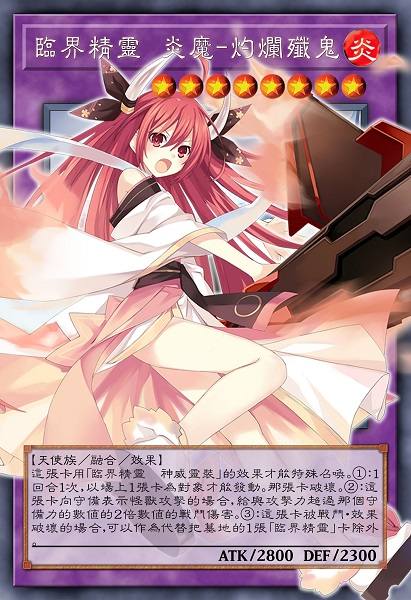 臨界精靈 炎魔-灼爛殲鬼 炎
【天使族／融合／效果】
這張卡用「臨界精靈 神威靈裝」的效果才能特殊召喚。①:1
回合1次，以場上1張卡為對象才能發動。那張卡破壞。②:這
張卡向守備表示怪獸攻擊的場合，給與攻擊力超過那個守
備力的數值的2倍數值的戰鬥傷害。③:這張卡被戰鬥·效果
破壞的場合，可以作為代替把墓地的1張「臨界精靈」卡除外
。
ATK/2800 DEF/2300